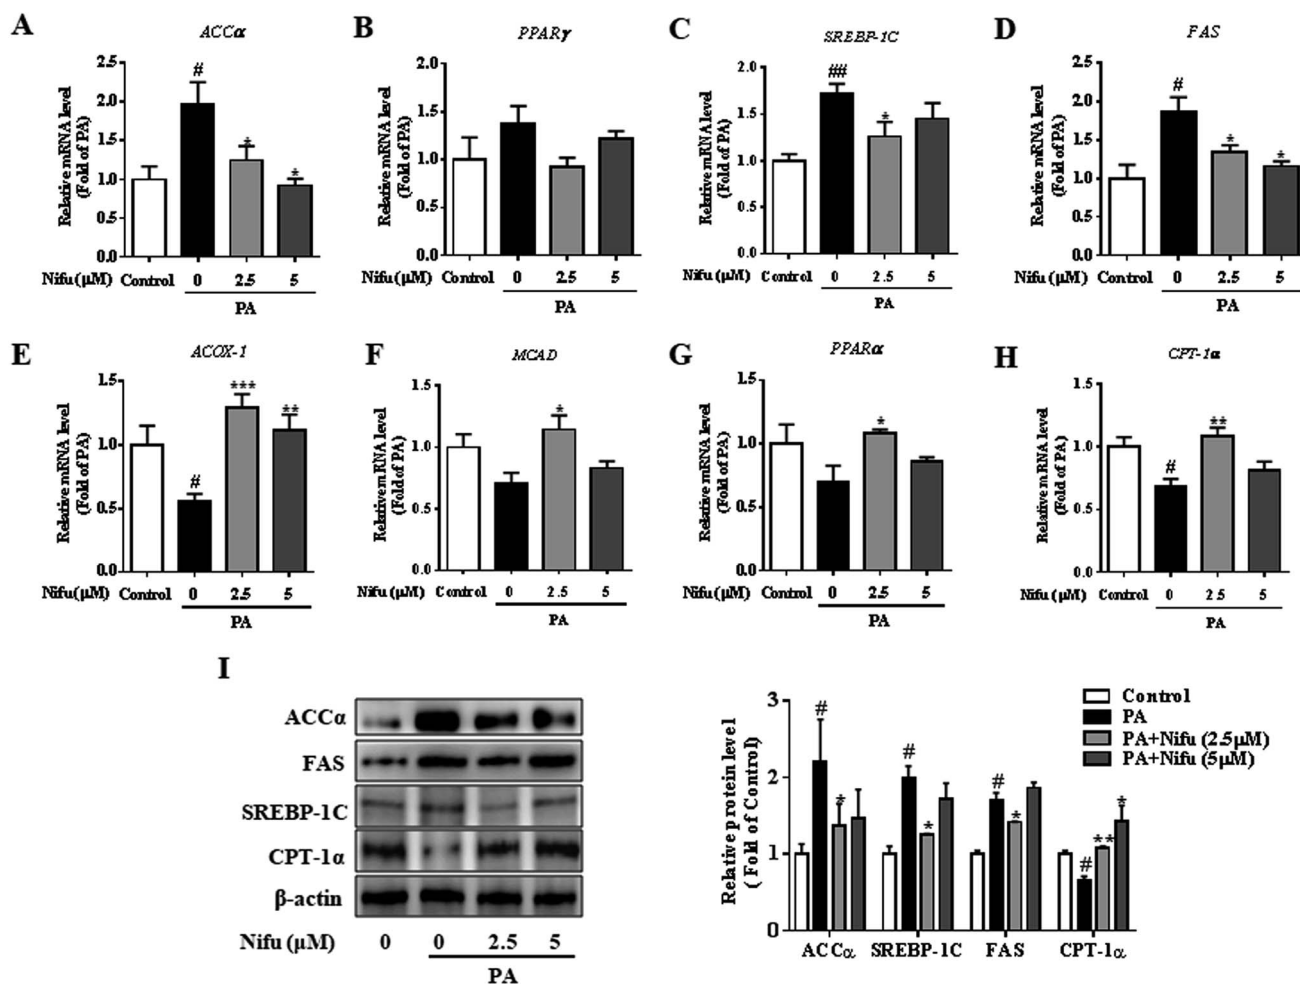 A
ACCα
Relative mRNA level
(Fold of PA)
2.5
2.0
1.5
1.0
0.5
0.0
#
*
*
Nifu (μM) Control 0 2.5 5
PA
B
PPARγ
Relative mRNA level
(Fold of PA)
2.0
1.5
1.0
0.5
0.0
Nifu (μM) Control 0 2.5 5
PA
C
SREBP-1C
Relative mRNA level
(Fold of PA)
2.0
1.5
1.0
0.5
0.0
##
*
Nifu (μM) Control 0 2.5 5
PA
D
FAS
Relative mRNA level
(Fold of PA)
2.5
2.0
1.5
1.0
0.5
0.0
#
*
*
Nifu (μM) Control 0 2.5 5
PA
E
ACOX-1
Relative mRNA level
(Fold of PA)
1.5
1.0
0.5
0.0
#
***
**
Nifu(μM) Control 0 2.5 5
PA
F
MCAD
Relative mRNA level
(Fold of PA)
1.5
1.0
0.5
0.0
*
Nifu(μM) Control 0 2.5 5
PA
G
PPARα
Relative mRNA level
(Fold of PA)
1.5
1.0
0.5
0.0
*
Nifu(μM) Control 0 2.5 5
PA
H
CPT-1α
Relative mRNA level
(Fold of PA)
1.5
1.0
0.5
0.0
#
**
Nifu(μM) Control 0 2.5 5
PA
I
ACCα
FAS
SREBP-1C
CPT-1α
β-actin
Nifu (μM) 0 0 2.5 5
PA
Relative protein level
( Fold of Control)
3
2
1
0
# *
# *
# *
# ** *
ACCα SREBP-1C FAS CPT-1α
Control
PA
PA+Nifu (2.5μM)
PA+Nifu (5μM)